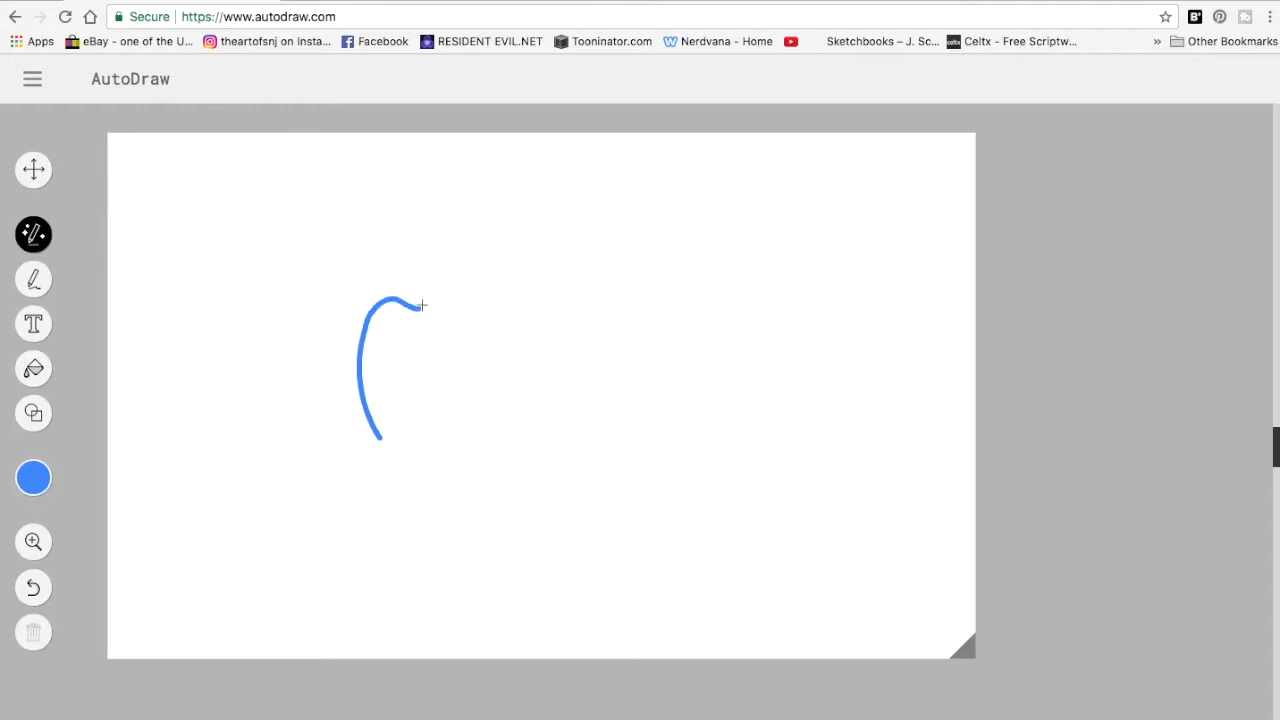 Secure https://www.autodraw.com
Apps eBay - one of the U... theartofsnj on Insta... Facebook RESIDENT EVIL.NET Tooninator.com Nerdvana - Home Sketchbooks – J. Sc... Celtx - Free Scriptw... » Other Bookmarks
AutoDraw
T